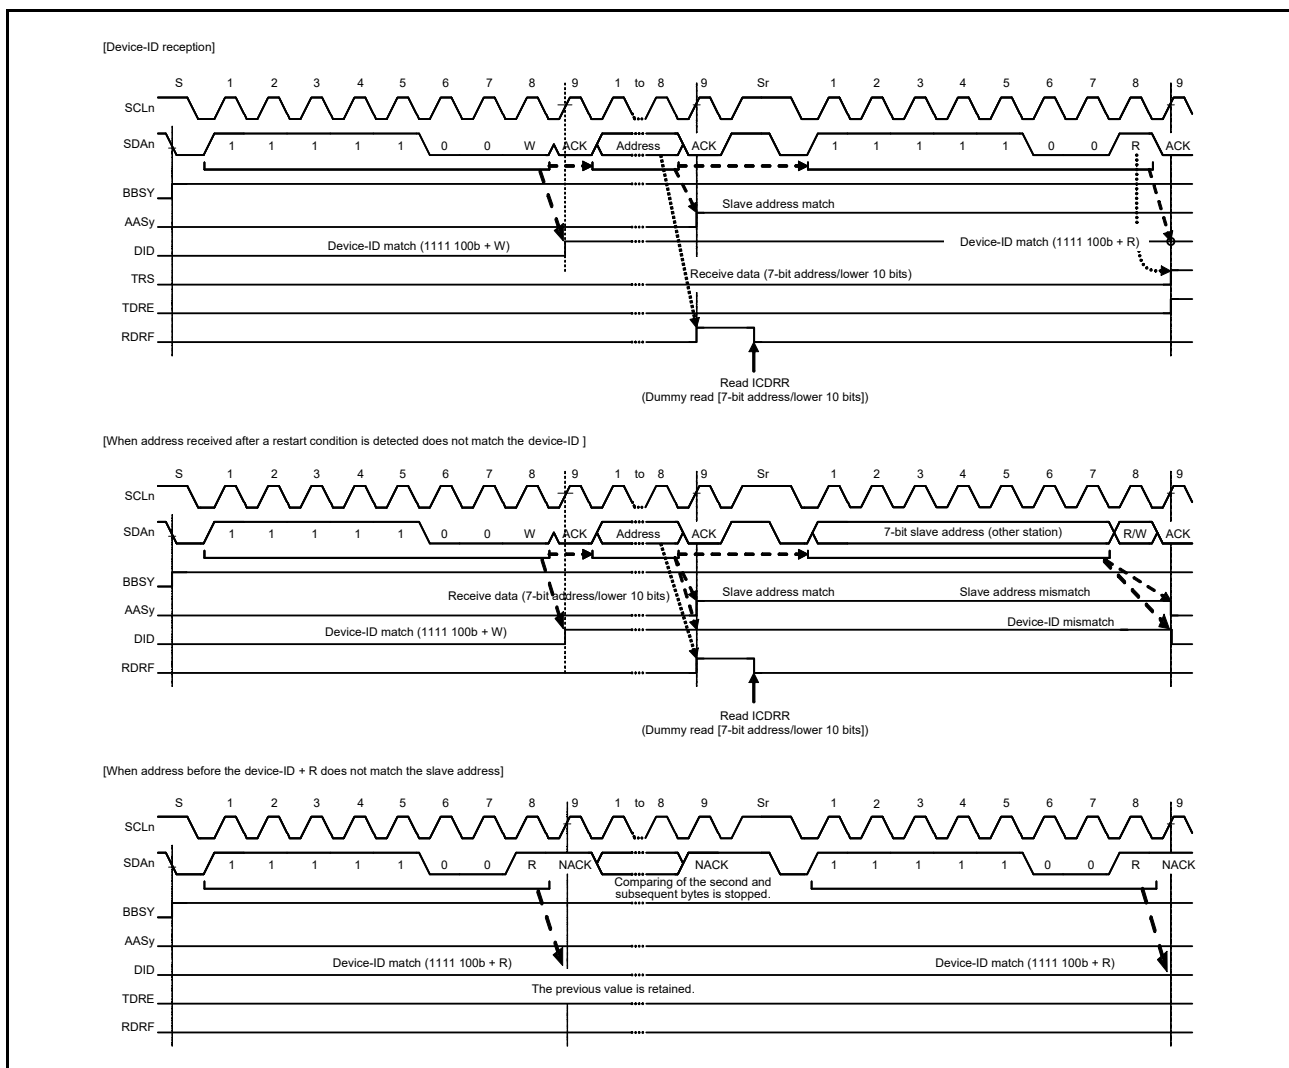 [Device-ID reception]
S 1 2 3 4 5 6 7 8 9 1 to 8 9 Sr 1 2 3 4 5 6 7 8 9
SCLn
SDAn 1 1 1 1 1 0 0 W ACK Address ACK 1 1 1 1 1 0 0 R ACK
BBSY
Slave address match
AASy
Device-ID match (1111 100b + W) Device-ID match (1111 100b + R)
DID
Receive data (7-bit address/lower 10 bits)
TRS
TDRE
RDRF
Read ICDRR
(Dummy read [7-bit address/lower 10 bits])
[When address received after a restart condition is detected does not match the device-ID ]
S 1 2 3 4 5 6 7 8 9 1 to 8 9 Sr 1 2 3 4 5 6 7 8 9
SCLn
SDAn 1 1 1 1 1 0 0 W ACK Address ACK 7-bit slave address (other station) R/W ACK
BBSY
Receive data (7-bit address/lower 10 bits) Slave address match Slave address mismatch
AASy
Device-ID match (1111 100b + W) Device-ID mismatch
DID
RDRF
Read ICDRR
(Dummy read [7-bit address/lower 10 bits])
[When address before the device-ID + R does not match the slave address]
S 1 2 3 4 5 6 7 8 9 1 to 8 9 Sr 1 2 3 4 5 6 7 8 9
SCLn
SDAn 1 1 1 1 1 0 0 R NACK NACK 1 1 1 1 1 0 0 R NACK
Comparing of the second and
subsequent bytes is stopped.
BBSY
AASy
Device-ID match (1111 100b + R) Device-ID match (1111 100b + R)
DID
The previous value is retained.
TDRE
RDRF